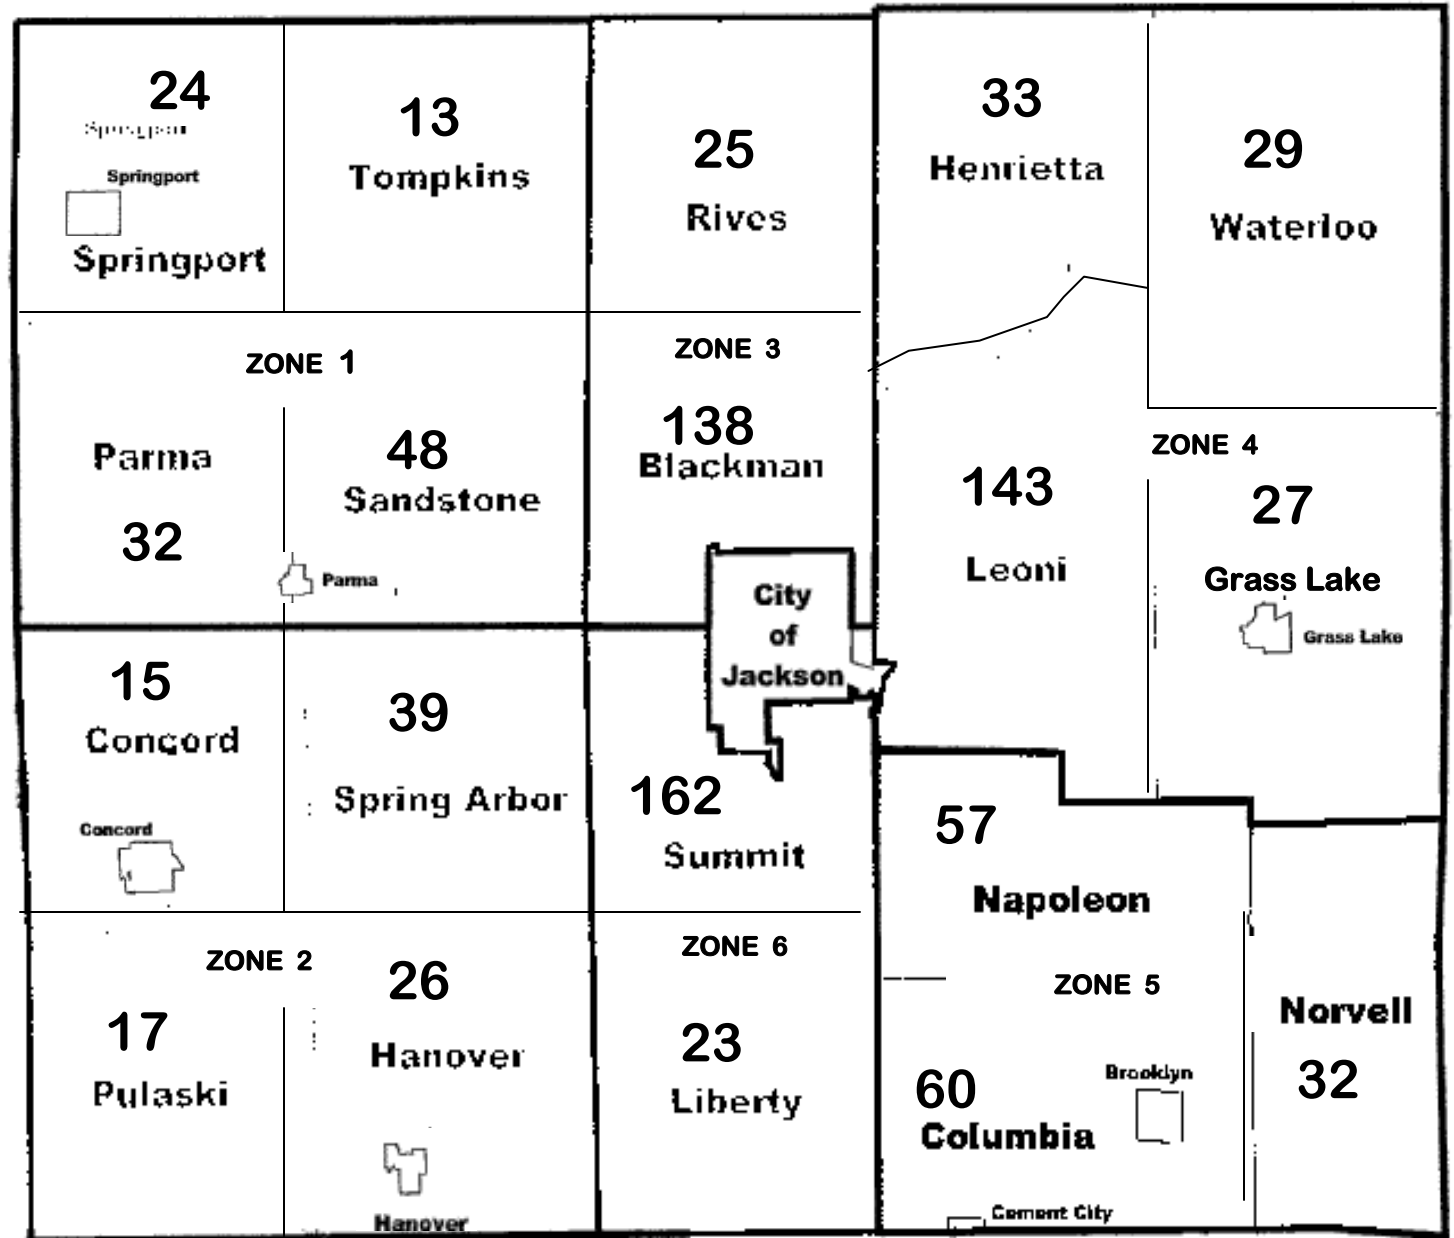 24
Springport
Springport
Springport
13
Tompkins
25
Rives
33
Henrietta
29
Waterloo
ZONE 1
Parma
32
48
Sandstone
Parma
ZONE 3
138
Blackman
City
of
Jackson
ZONE 4
143
Leoni
27
Grass Lake
Grass Lake
15
Concord
Concord
39
Spring Arbor
162
Summit
57
Napoleon
ZONE 2
17
Pulaski
26
Hanover
Hanover
ZONE 6
23
Liberty
ZONE 5
60
Columbia
Brooklyn
Cement City
Norvell
32